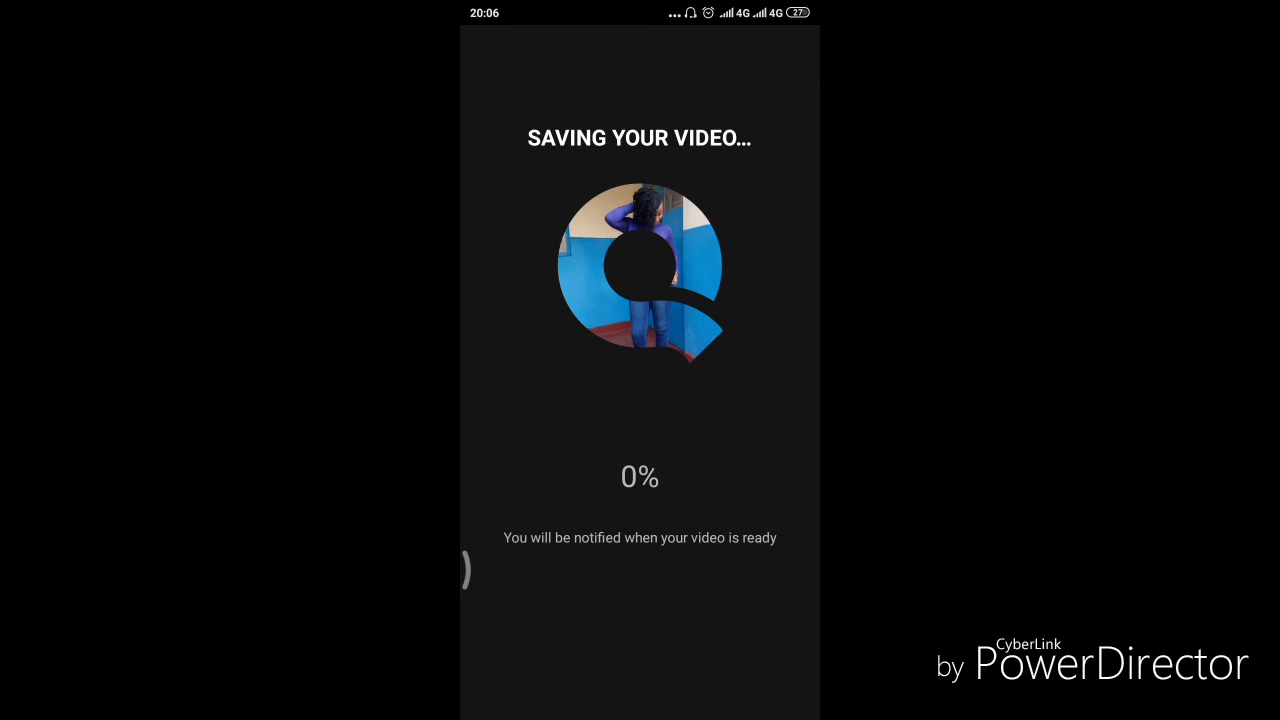 20:06 ... 4G 4G 27
SAVING YOUR VIDEO...
0%
You will be notified when your video is ready
CyberLink
by PowerDirector